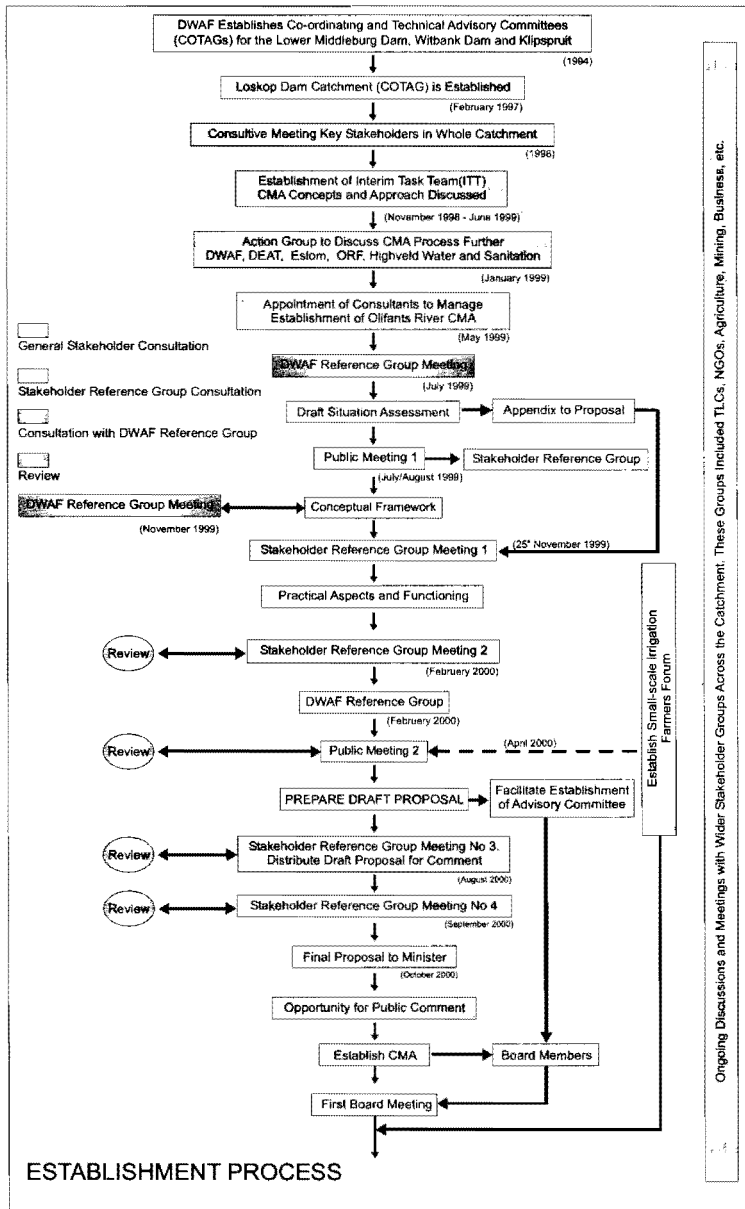 DWAF Establishes Co-ordinating and Technical Advisory Committees
(COTAGs) for the Lower Middleburg Dam, Witbank Dam and Klipspruit
(1994)
Loskop Dam Catchment (COTAG) is Established
(February 1997)
Consultive Meeting Key Stakeholders in Whole Catchment
(1998)
Establishment of Interim Task Team(ITT)
CMA Concepts and Approach Discussed
(November 1998 - June 1999)
Action Group to Discuss CMA Process Further
DWAF, DEAT, Eslom, ORF, Highveld Water and Sanitation
(January 1999)
Appointment of Consultants to Manage
Establishment of Olifants River CMA
(May 1999)
General Stakeholder Consultation
Stakeholder Reference Group Consultation
Consultation with DWAF Reference Group
Review
DWAF Reference Group Meeting
(July 1999)
Draft Situation Assessment
Appendix to Proposal
Public Meeting 1
Stakeholder Reference Group
(July/August 1999)
DWAF Reference Group Meeting
(November 1999)
Conceptual Framework
Stakeholder Reference Group Meeting 1
(25* November 1999)
Practical Aspects and Functioning
Review
Stakeholder Reference Group Meeting 2
(February 2000)
DWAF Reference Group
(February 2000)
Review
Public Meeting 2
(April 2000)
Establish Small-scale Irrigation
Farmers Forum
PREPARE DRAFT PROPOSAL
Facilitate Establishment
of Advisory Committee
Review
Stakeholder Reference Group Meeting No 3.
Distribute Draft Proposal for Comment
(August 2000)
Review
Stakeholder Reference Group Meeting No 4
(September 2000)
Final Proposal to Minister
(October 2000)
Opportunity for Public Comment
Establish CMA
Board Members
First Board Meeting
Ongoing Discussions and Meetings with Wider Stakeholder Groups Across the Catchment. These Groups Included TLCs, NGOs, Agriculture, Mining, Business, etc.
ESTABLISHMENT PROCESS